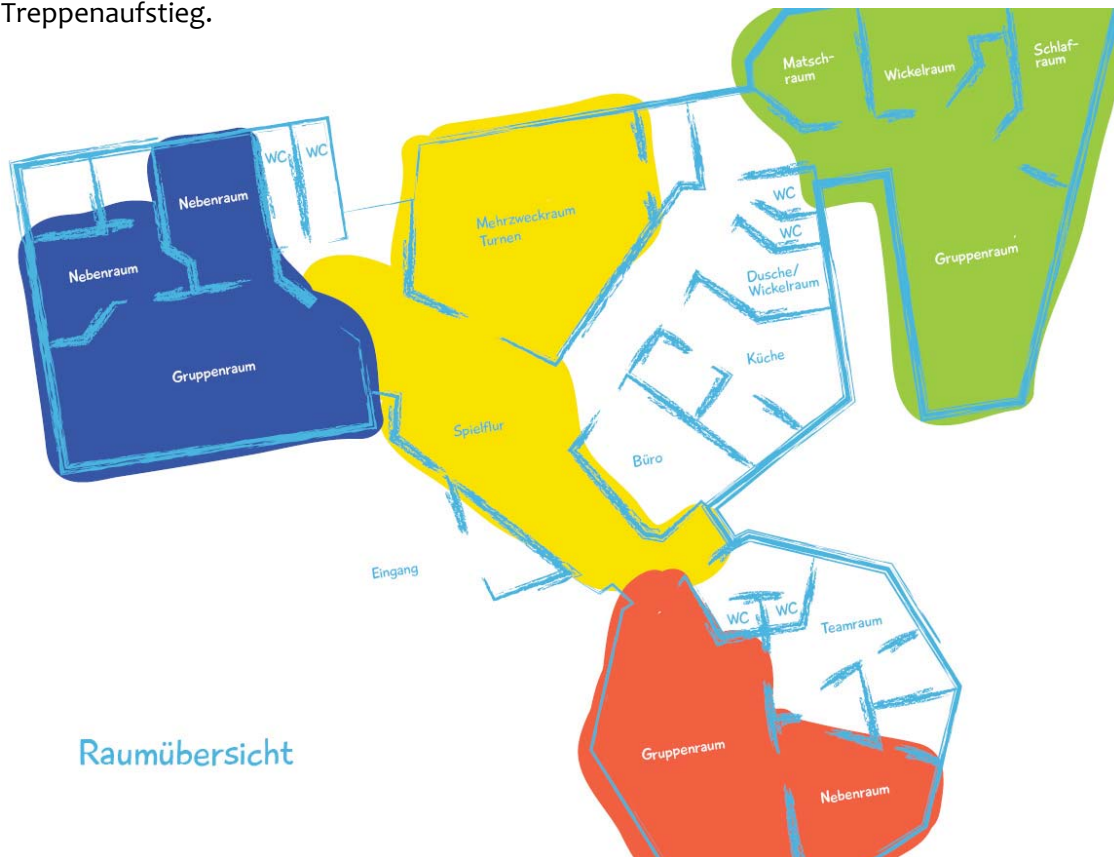 Treppenaufstieg.
Matsch-
raum
Wickelraum
Schlaf-
raum
WC
WC
Nebenraum
Nebenraum
Gruppenraum
Mehrzweckraum
Turnen
WC
WC
Dusche/
Wickelraum
Gruppenraum
Küche
Spielflur
Büro
Eingang
WC
WC
Teamraum
Gruppenraum
Nebenraum
Raumübersicht